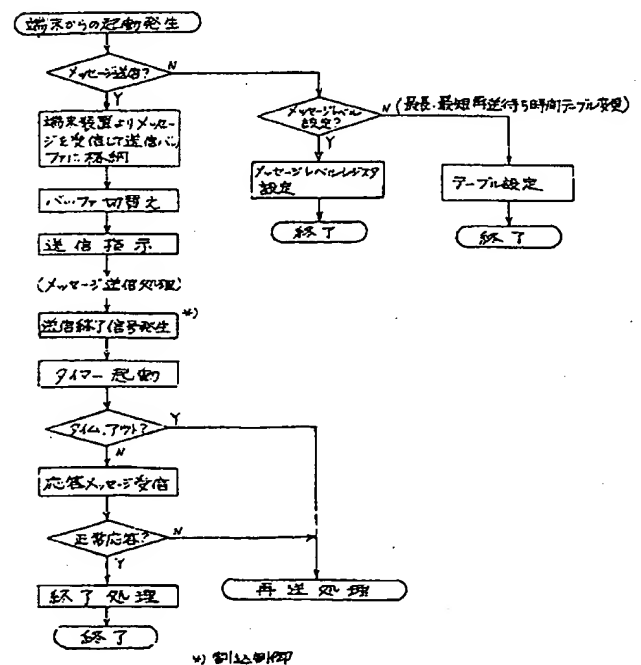 端末からの起動発生
メッセージ送信?
N
Y
端末装置よりメッセー
ジを受信して送信バッ
ファに格納
バッファ切替え
送信指示
(メッセージ送信処理)
送信終了信号発生
*)
タイマー起動
タイム.アウト?
Y
N
応答メッセージ受信
正常応答?
N
Y
終了処理
終了
メッセージレベル
設定?
N
(最長.最短再送待ち時間テーブル変更)
Y
メッセージレベルレジスタ
設定
終了
テーブル設定
終了
再送処理
*) 割込制御